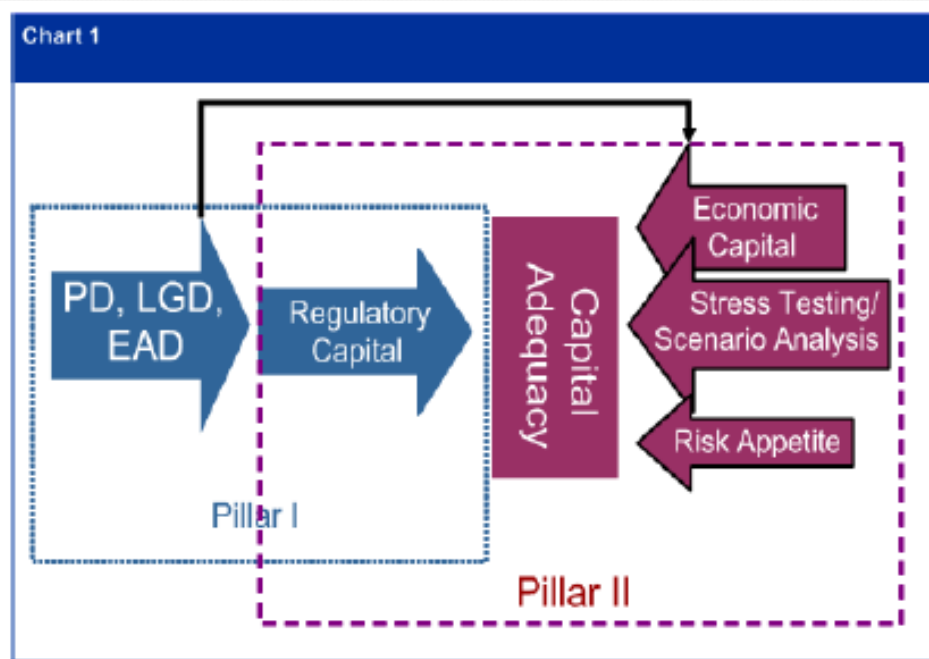 Chart 1
PD, LGD,
EAD
Regulatory
Capital
Capital
Adequacy
Economic
Capital
Stress Testing/
Scenario Analysis
Risk Appetite
Pillar I
Pillar II